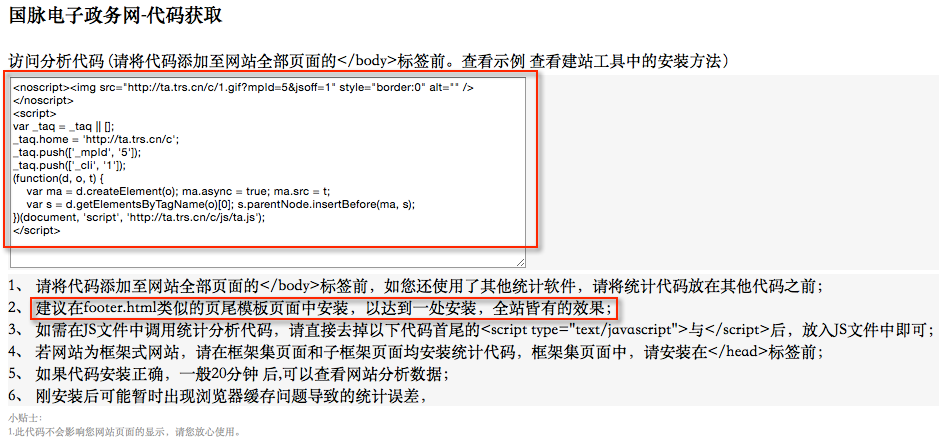 国脉电子政务网-代码获取
访问分析代码(请将代码添加至网站全部页面的</body>标签前。查看示例 查看建站工具中的安装方法)
<noscript><img src="http://ta.trs.cn/c/1.gif?mpId=5&jsoff=1" style="border:0" alt="" />
</noscript>
<script>
var _taq = _taq || [];
_taq.home = 'http://ta.trs.cn/c';
_taq.push(['_mpId', '5']);
_taq.push(['_cli', '1']);
(function(d, o, t) {
var ma = d.createElement(o); ma.async = true; ma.src = t;
var s = d.getElementsByTagName(o)[0]; s.parentNode.insertBefore(ma, s);
})(document, 'script', 'http://ta.trs.cn/c/js/ta.js');
</script>
1、 请将代码添加至网站全部页面的</body>标签前，如您还使用了其他统计软件，请将统计代码放在其他代码之前；
2、 建议在footer.html类似的页尾模板页面中安装，以达到一处安装，全站皆有的效果；
3、 如需在JS文件中调用统计分析代码，请直接去掉以下代码首尾的<script type="text/javascript">与</script>后，放入JS文件中即可；
4、 若网站为框架式网站，请在框架集页面和子框架页面均安装统计代码，框架集页面中，请安装在</head>标签前；
5、 如果代码安装正确，一般20分钟 后,可以查看网站分析数据；
6、 刚安装后可能暂时出现浏览器缓存问题导致的统计误差，
小贴士：
1.此代码不会影响您网站页面的显示，请您放心使用。